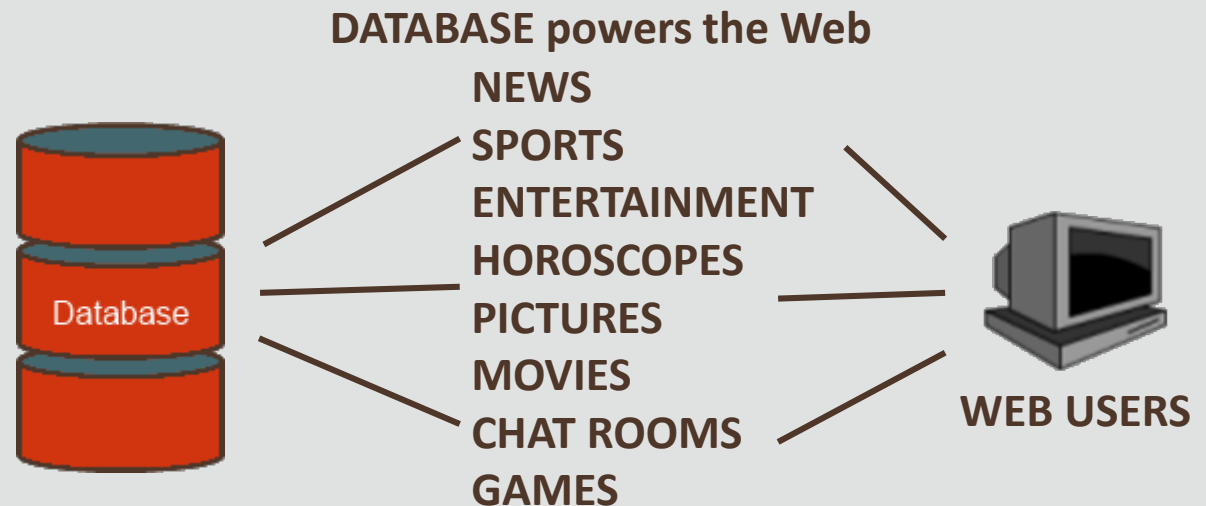 DATABASE powers the Web
NEWS
SPORTS
ENTERTAINMENT
HOROSCOPES
PICTURES
MOVIES
CHAT ROOMS
GAMES
Database
WEB USERS